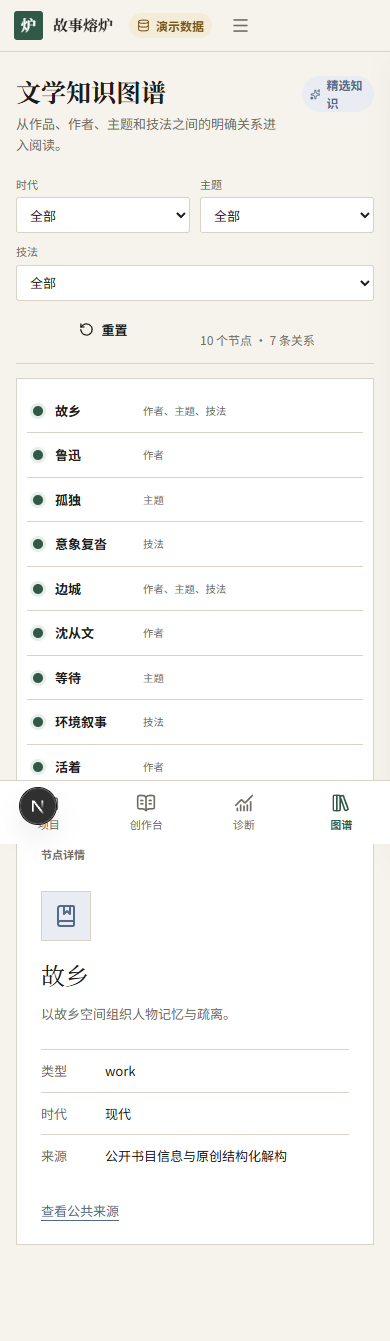 炉 故事熔炉 演示数据
文学知识图谱
精选知
识
从作品、作者、主题和技法之间的明确关系进
入阅读。
时代 主题
全部 全部
技法
全部
重置 10 个节点 · 7 条关系
故乡 作者、主题、技法
鲁迅 作者
孤独 主题
意象复沓 技法
边城 作者、主题、技法
沈从文 作者
等待 主题
环境叙事 技法
活着 作者
N 项目 创作台 诊断 图谱
节点详情
故乡
以故乡空间组织人物记忆与疏离。
类型 work
时代 现代
来源 公开书目信息与原创结构化解构
查看公共来源